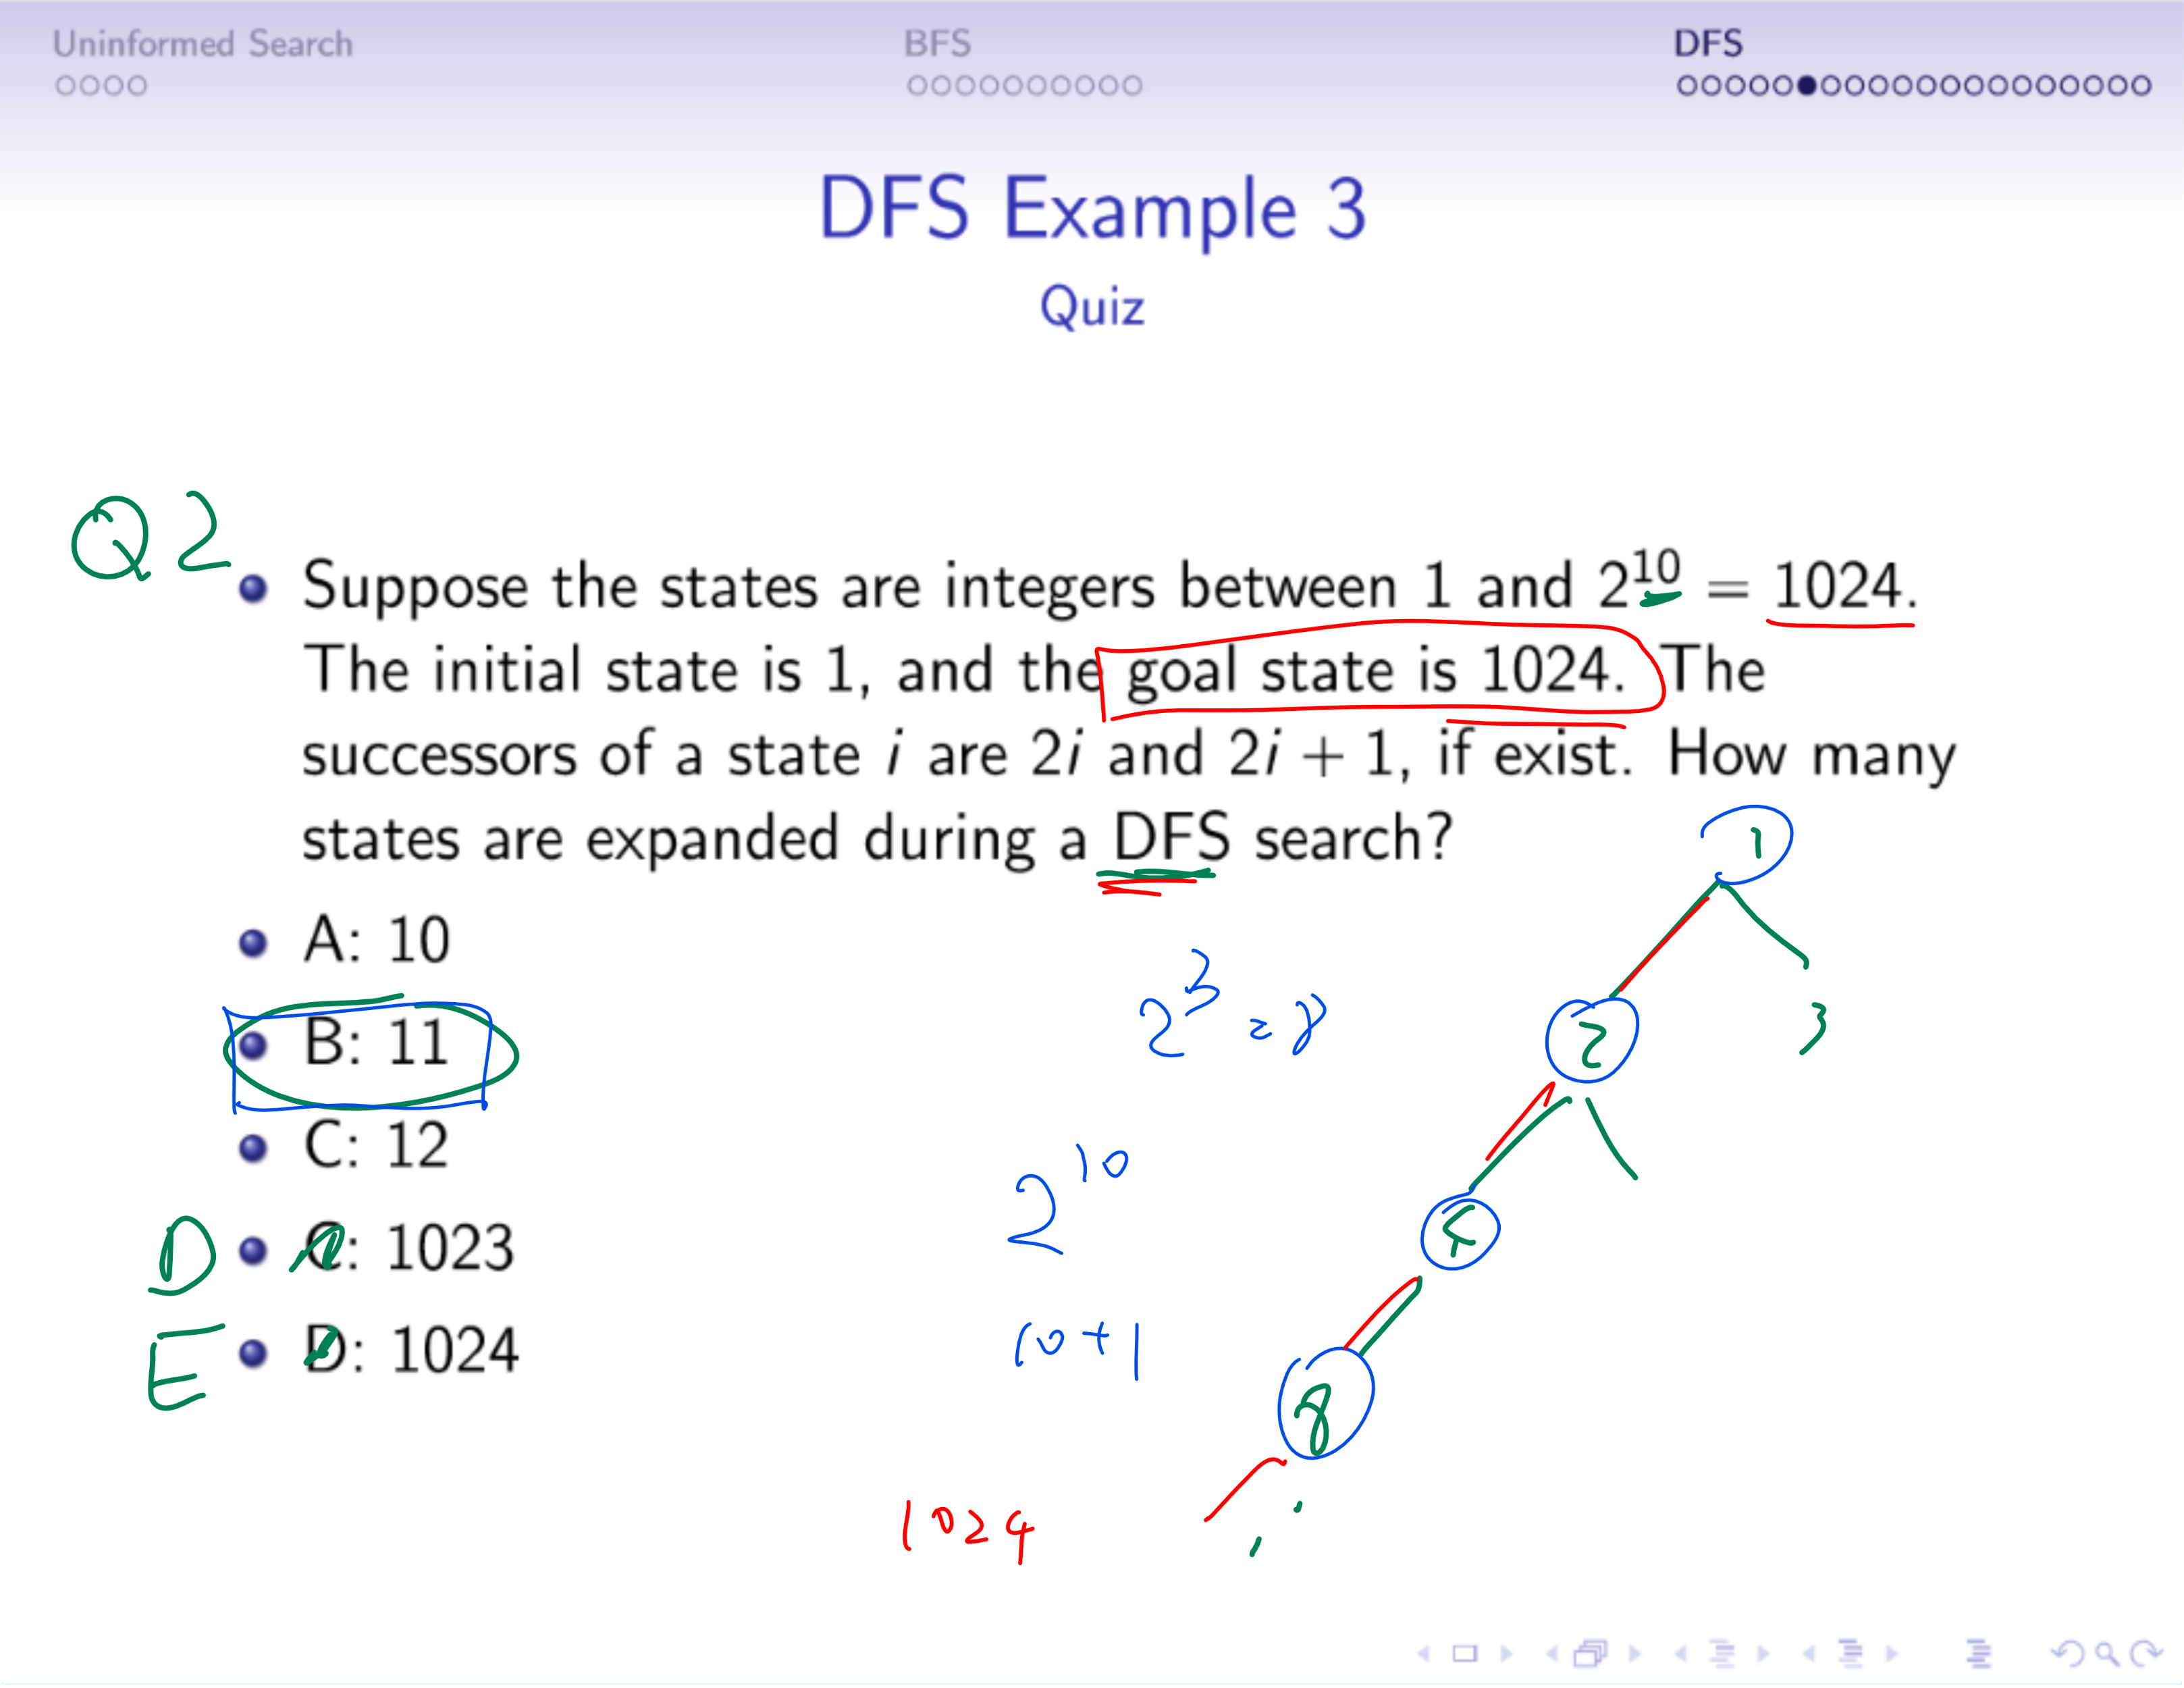 Uninformed Search
BFS
DFS
DFS Example 3
Quiz
Q2
Suppose the states are integers between 1 and 2^10 = 1024.
The initial state is 1, and the goal state is 1024. The
successors of a state i are 2i and 2i + 1, if exist. How many
states are expanded during a DFS search?
A: 10
B: 11
C: 12
D C: 1023
E D: 1024
2^3 = 8
2^10
10+1
1024
1
2
3
4
8